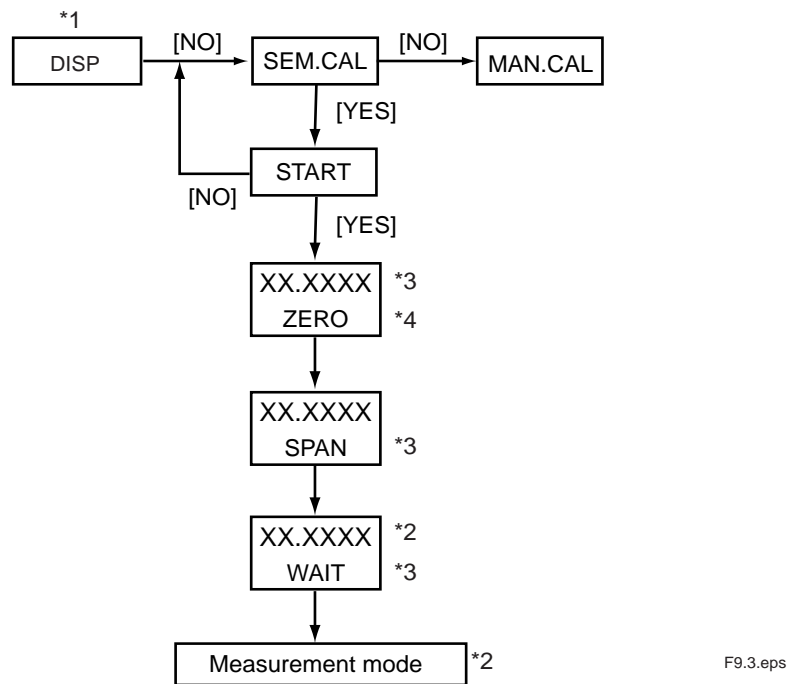 *1
[NO] [NO]
DISP SEM.CAL MAN.CAL
[YES]
START
[NO]
[YES]
XX.XXXX *3
ZERO *4
XX.XXXX
SPAN *3
XX.XXXX *2
WAIT *3
Measurement mode *2
F9.3.eps